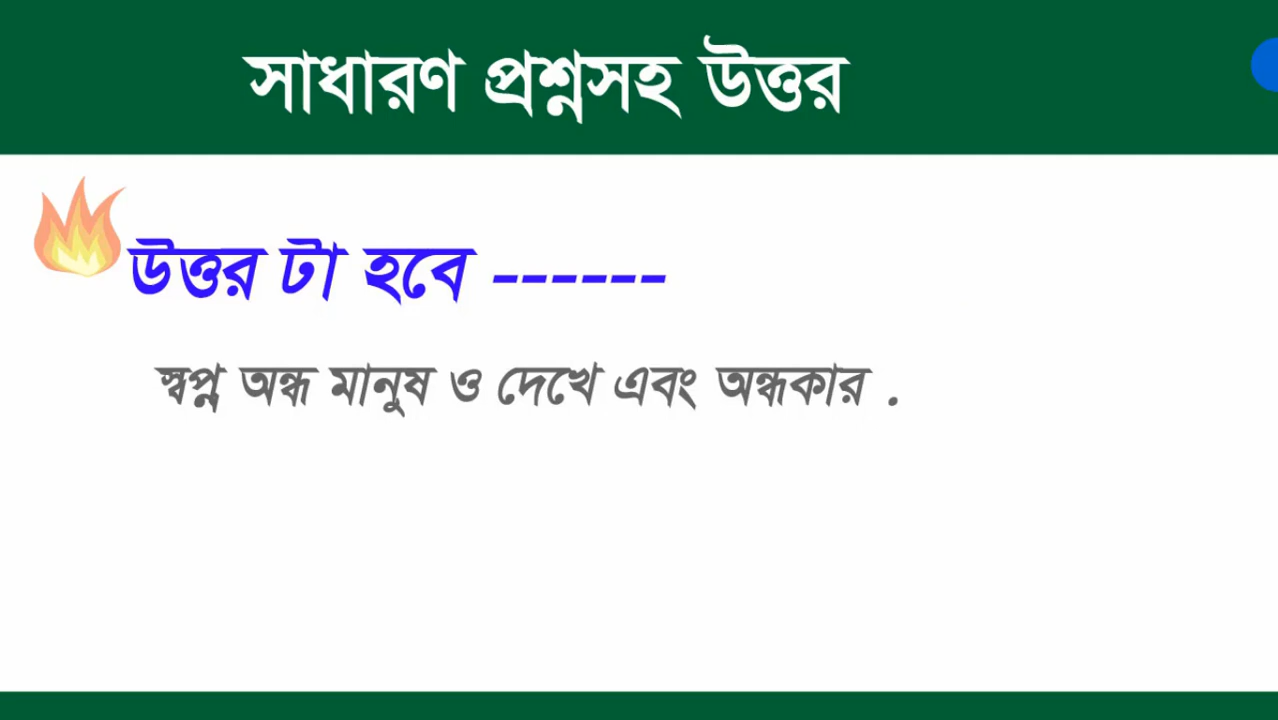 সাধারণ প্রশ্নসহ উত্তর
উত্তর টা হবে ------
স্বপ্ন অন্ধ মানুষ ও দেখে এবং অন্ধকার .